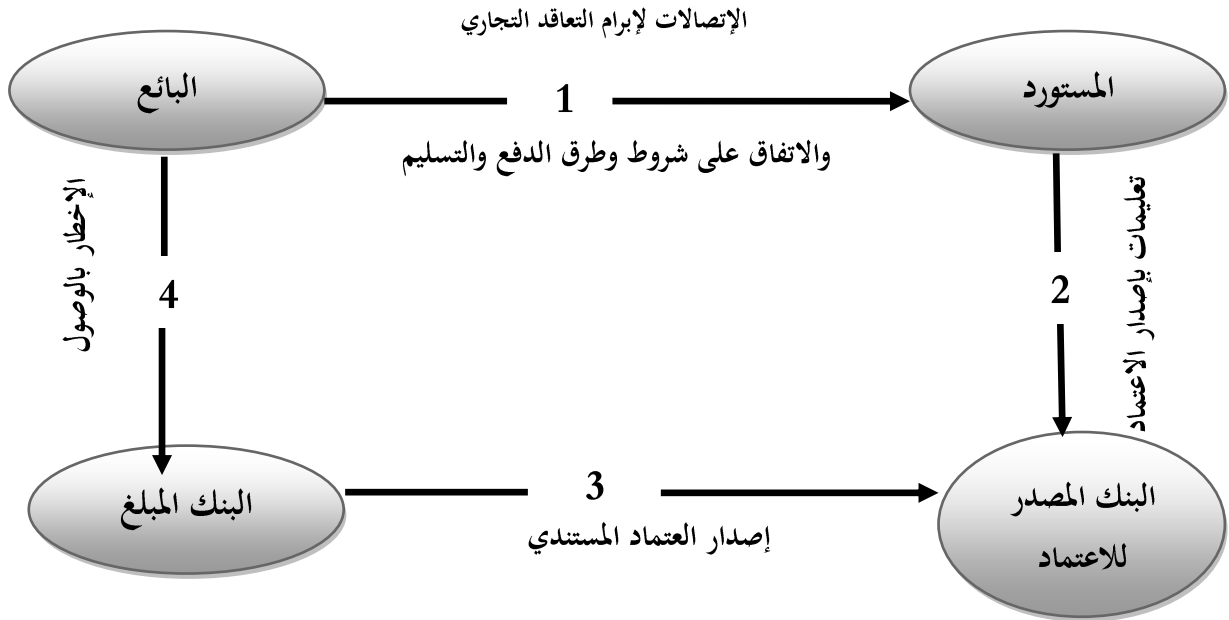 الإتصالات لإبرام التعاقد التجاري
المستورد
1
البائع
والاتفاق على شروط وطرق الدفع والتسليم
تعليمات بإصدار الاعتماد
2
4
الإخطار بالوصول
البنك المصدر
للاعتماد
3
البنك المبلغ
إصدار العتماد المستندي